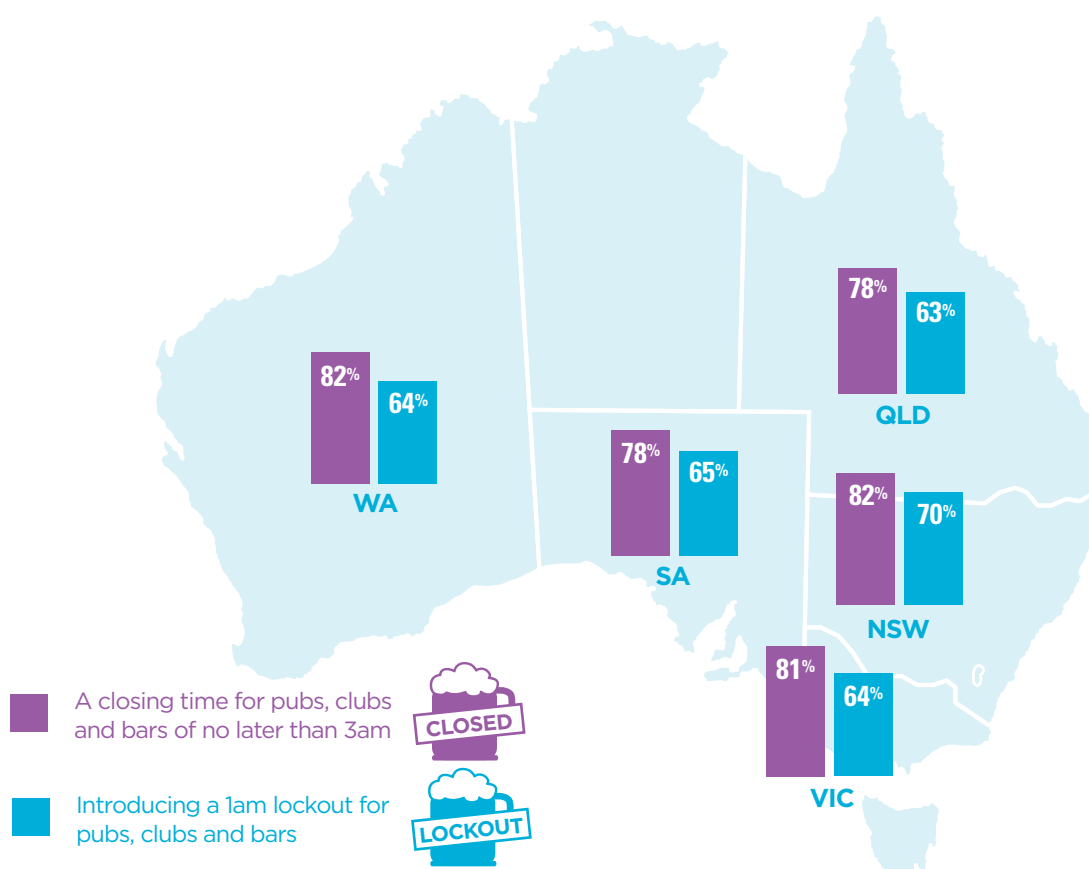 78%
63%
QLD
82%
64%
WA
78%
65%
SA
82%
70%
NSW
81%
64%
VIC
A closing time for pubs, clubs
and bars of no later than 3am
CLOSED
Introducing a 1am lockout for
pubs, clubs and bars
LOCKOUT